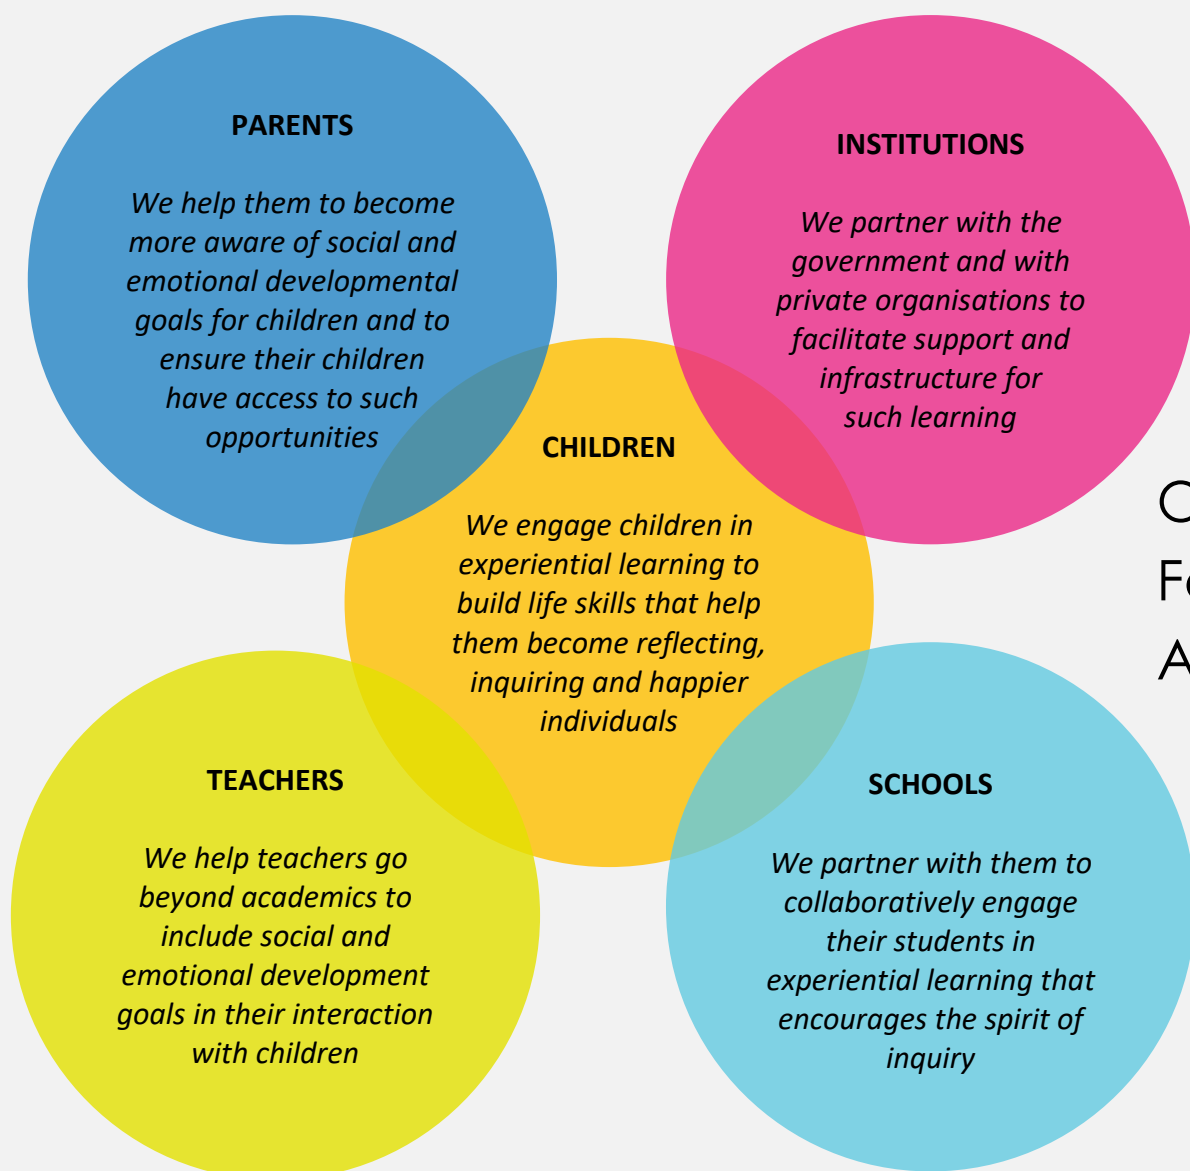 PARENTS
We help them to become
more aware of social and
emotional developmental
goals for children and to
ensure their children
have access to such
opportunities
INSTITUTIONS
We partner with the
government and with
private organisations to
facilitate support and
infrastructure for
such learning
CHILDREN
We engage children in
experiential learning to
build life skills that help
them become reflecting,
inquiring and happier
individuals
TEACHERS
We help teachers go
beyond academics to
include social and
emotional development
goals in their interaction
with children
SCHOOLS
We partner with them to
collaboratively engage
their students in
experiential learning that
encourages the spirit of
inquiry